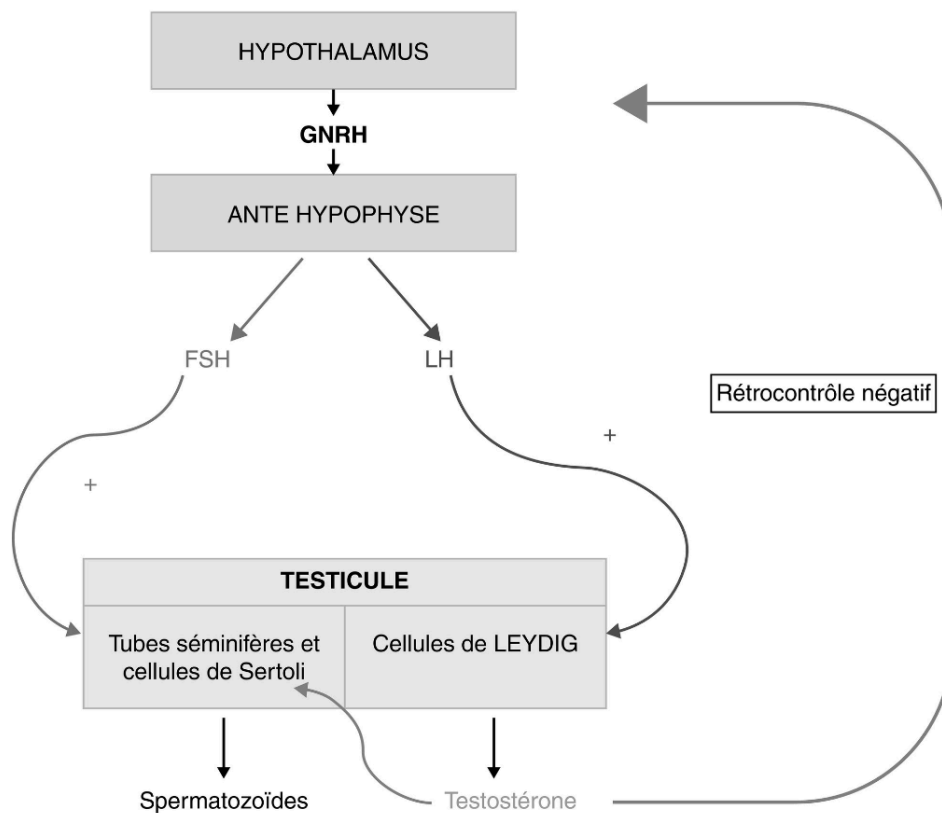 HYPOTHALAMUS
GNRH
ANTE HYPOPHYSE
FSH
LH
Rétrocontrôle négatif
+
+
TESTICULE
Tubes séminifères et
cellules de Sertoli
Cellules de LEYDIG
Spermatozoïdes
Testostérone